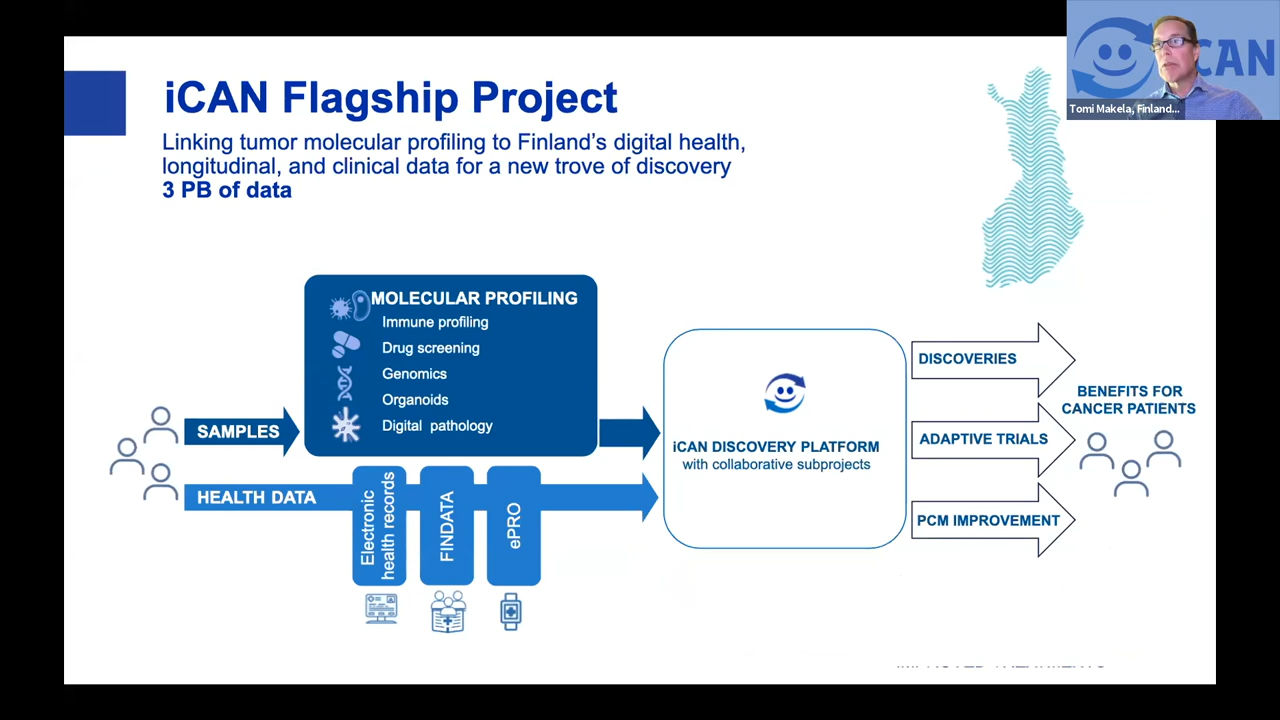 iCAN Flagship Project
Linking tumor molecular profiling to Finland's digital health,
longitudinal, and clinical data for a new trove of discovery
3 PB of data
CAN
Tomi Makela, Finland...
MOLECULAR PROFILING
Immune profiling
Drug screening
Genomics
Organoids
Digital pathology
SAMPLES
HEALTH DATA
Electronic
health records
FINDATA
ePRO
iCAN DISCOVERY PLATFORM
with collaborative subprojects
DISCOVERIES
ADAPTIVE TRIALS
PCM IMPROVEMENT
BENEFITS FOR
CANCER PATIENTS